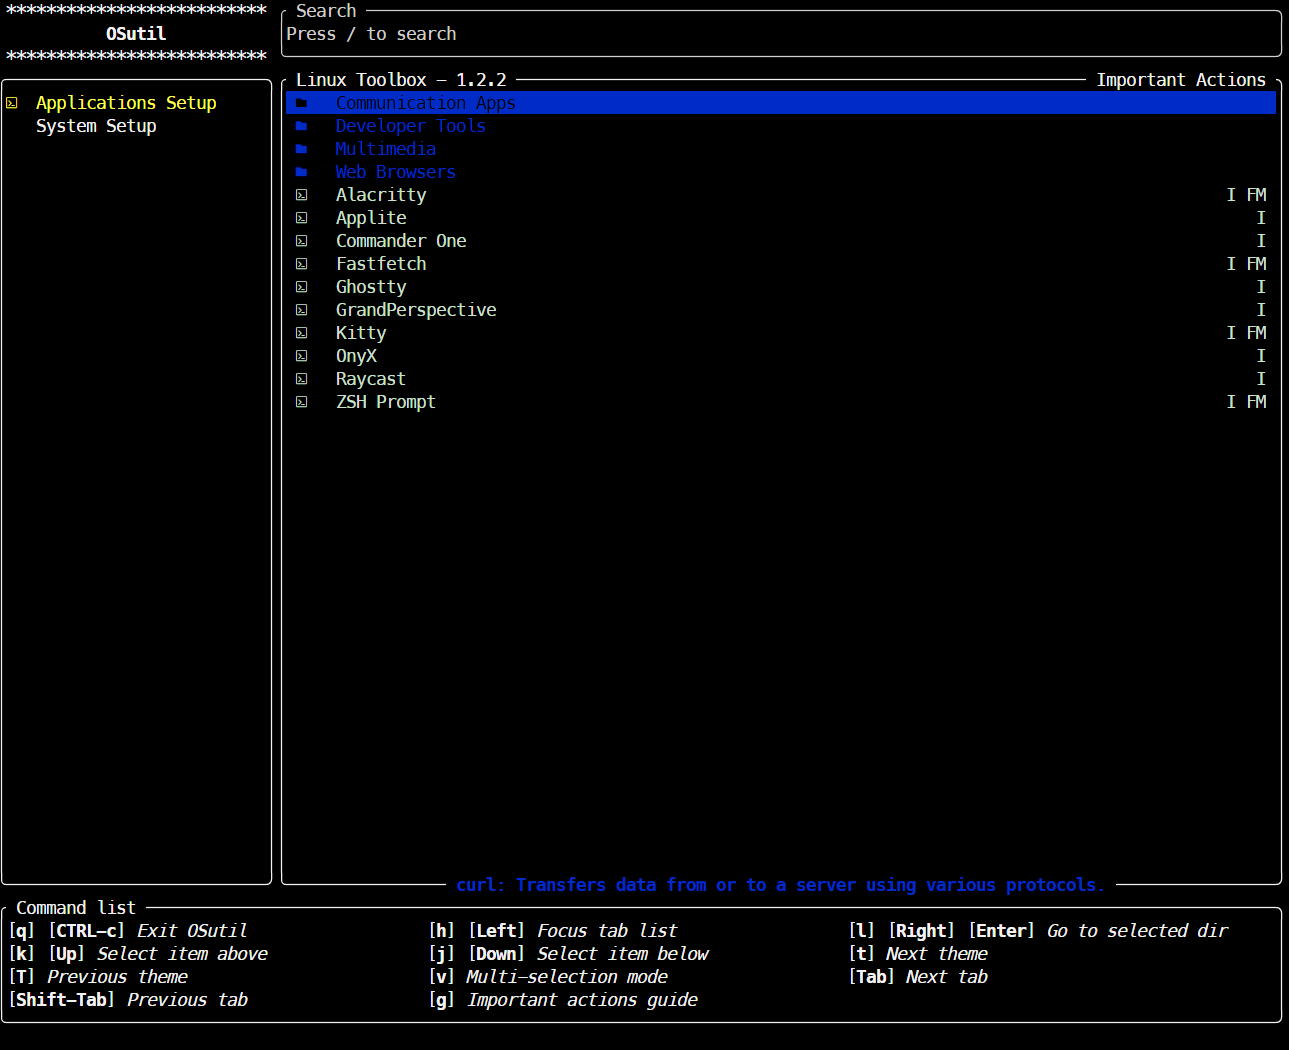 **************************
OSutil
**************************
Search
Press / to search
Applications Setup
System Setup
Linux Toolbox – 1.2.2 Important Actions
Communication Apps
Developer Tools
Multimedia
Web Browsers
Alacritty I FM
Applite I
Commander One I
Fastfetch I FM
Ghostty I
GrandPerspective I
Kitty I FM
OnyX I
Raycast I
ZSH Prompt I FM
curl: Transfers data from or to a server using various protocols.
Command list
[q] [CTRL-c] Exit OSutil [h] [Left] Focus tab list [l] [Right] [Enter] Go to selected dir
[k] [Up] Select item above [j] [Down] Select item below [t] Next theme
[T] Previous theme [v] Multi-selection mode [Tab] Next tab
[Shift-Tab] Previous tab [g] Important actions guide